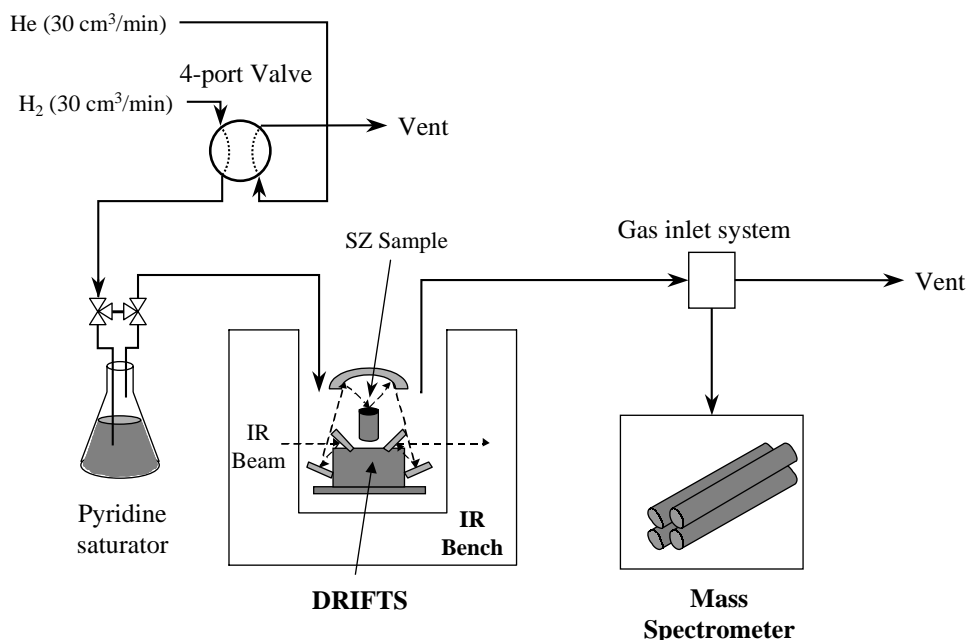 He (30 cm³/min)
4-port Valve
H₂ (30 cm³/min)
Vent
SZ Sample
Gas inlet system
Vent
IR
Beam
Pyridine
saturator
IR
Bench
DRIFTS
Mass
Spectrometer